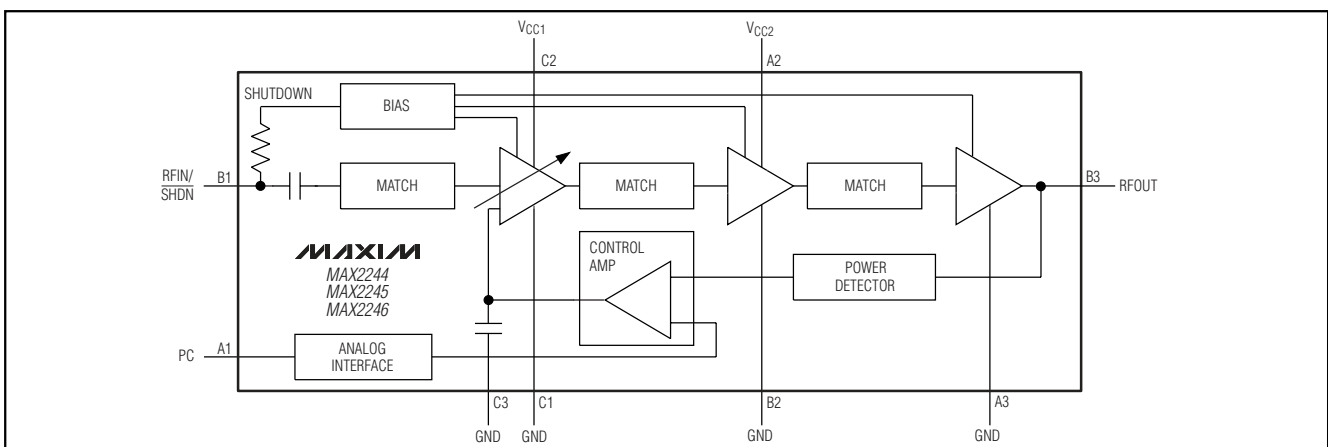 VCC1
VCC2
C2
A2
SHUTDOWN
BIAS
RFIN/
SHDN
B1
MATCH
MATCH
MATCH
B3
RFOUT
MAXIM
MAX2244
MAX2245
MAX2246
CONTROL
AMP
POWER
DETECTOR
PC
A1
ANALOG
INTERFACE
C3
C1
B2
A3
GND
GND
GND
GND